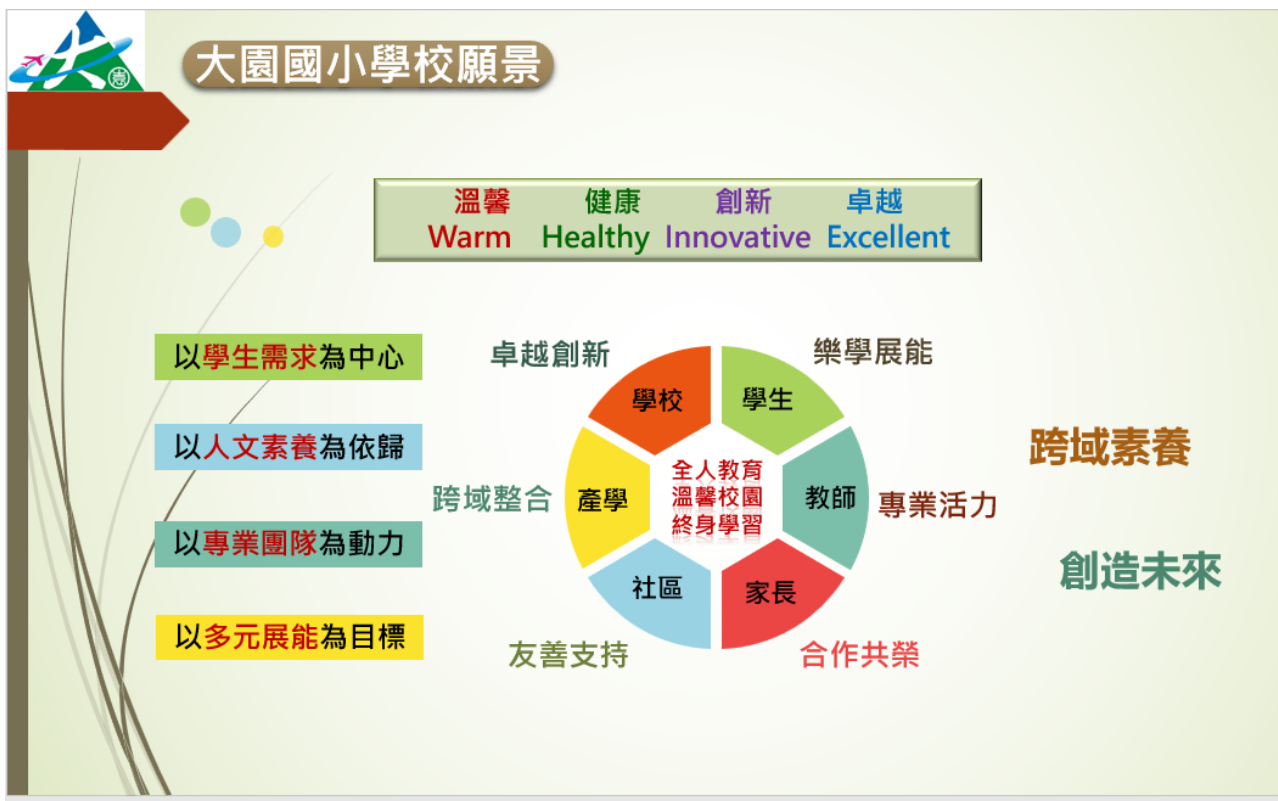 大園國小學校願景
溫馨 健康 創新 卓越
Warm Healthy Innovative Excellent
以學生需求為中心
以人文素養為依歸
以專業團隊為動力
以多元展能為目標
卓越創新
樂學展能
學校
學生
跨域整合
產學
全人教育
溫馨校園
終身學習
教師
專業活力
社區
家長
友善支持
合作共榮
跨域素養
創造未來